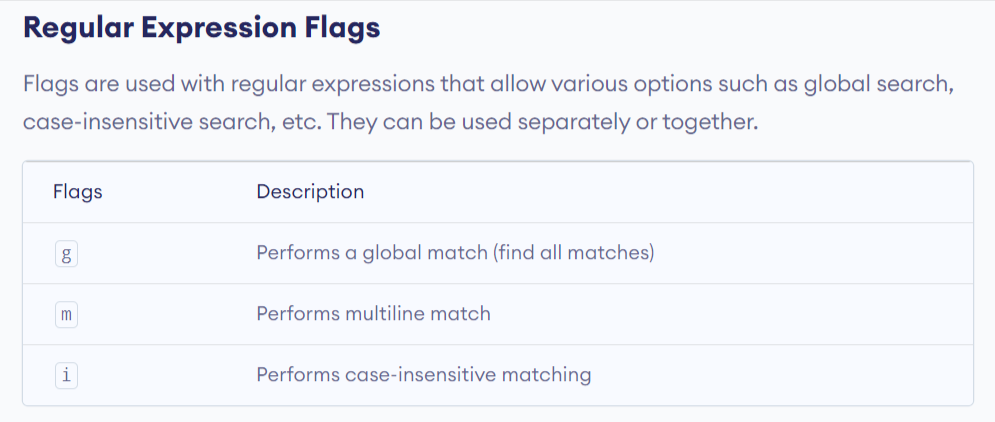 Regular Expression Flags
Flags are used with regular expressions that allow various options such as global search,
case-insensitive search, etc. They can be used separately or together.
Flags Description
g Performs a global match (find all matches)
m Performs multiline match
i Performs case-insensitive matching